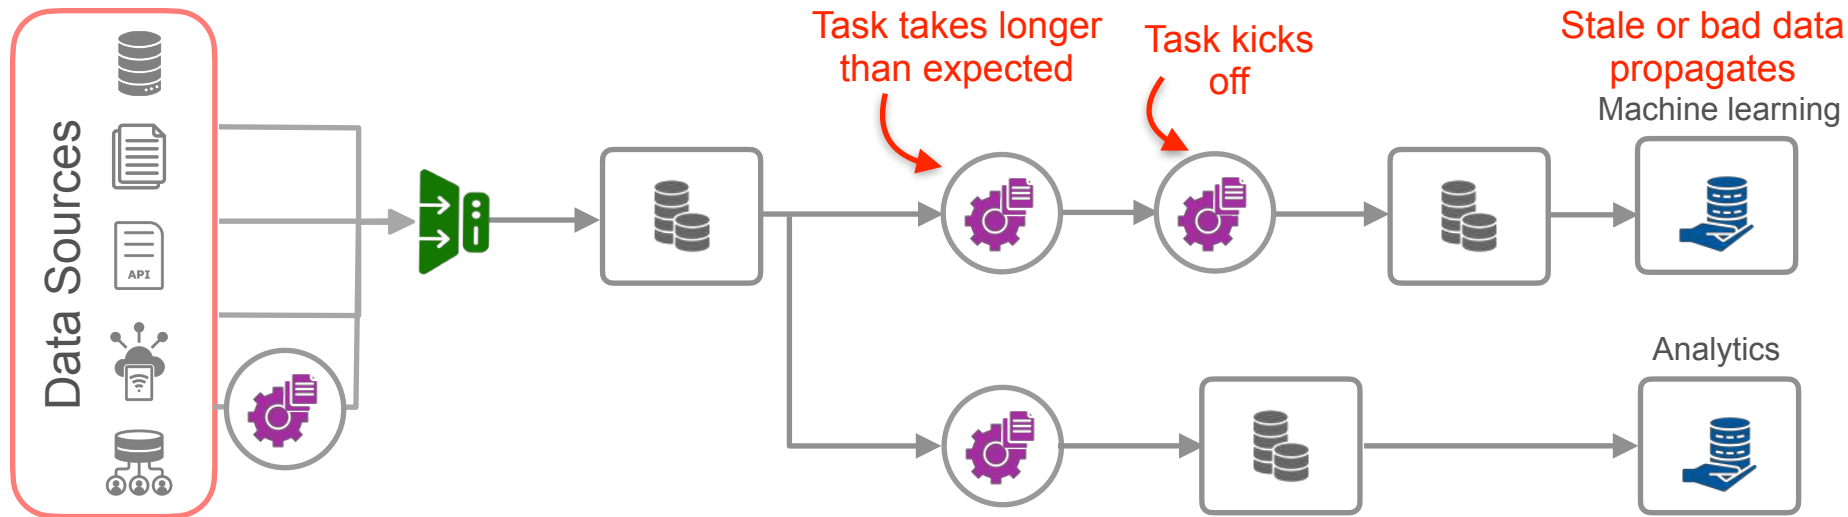 Data Sources
API
Task takes longer
than expected
Task kicks
off
Stale or bad data
propagates
Machine learning
Analytics